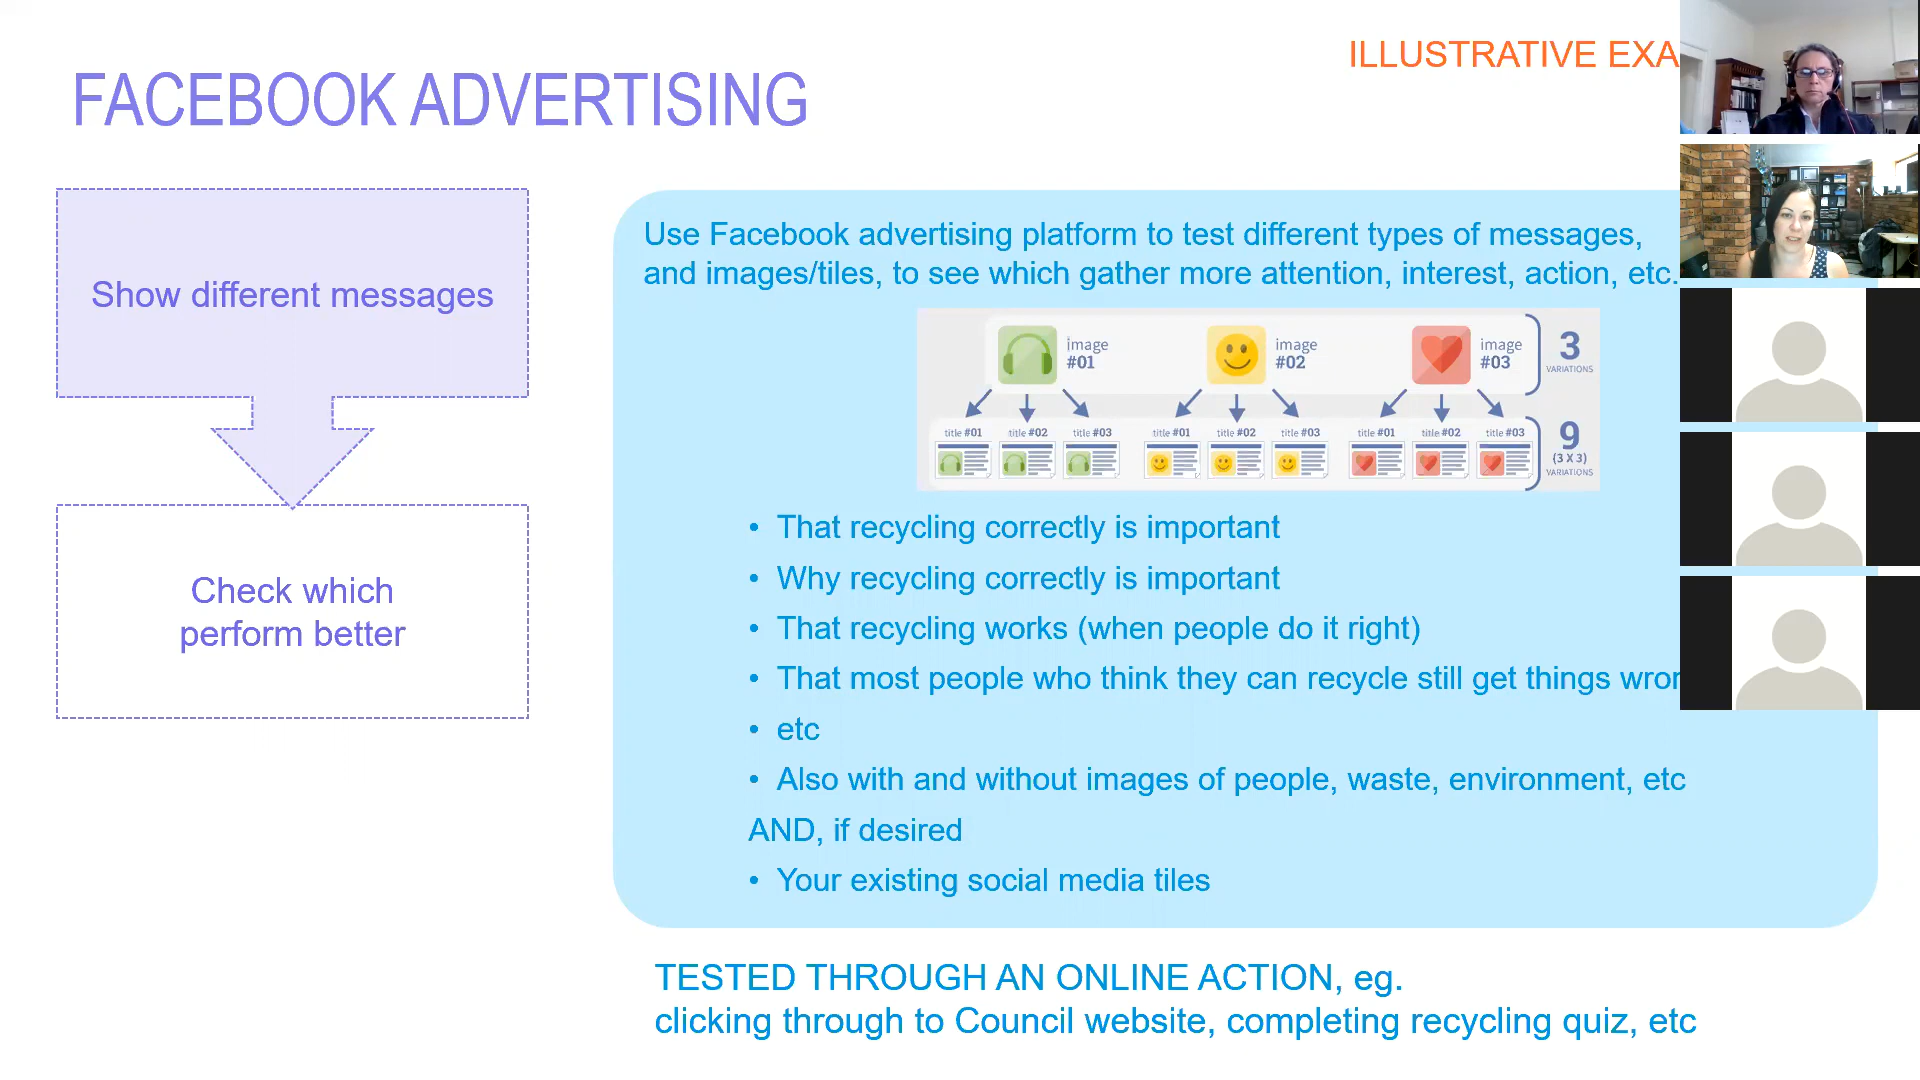 ILLUSTRATIVE EXA
FACEBOOK ADVERTISING
Show different messages
Check which
perform better
Use Facebook advertising platform to test different types of messages,
and images/tiles, to see which gather more attention, interest, action, etc.
image
#01
image
#02
image
#03
3
VARIATIONS
title #01
title #02
title #03
title #01
title #02
title #03
title #01
title #02
title #03
9
(3 X 3)
VARIATIONS
• That recycling correctly is important
• Why recycling correctly is important
• That recycling works (when people do it right)
• That most people who think they can recycle still get things wron
• etc
• Also with and without images of people, waste, environment, etc
AND, if desired
• Your existing social media tiles
TESTED THROUGH AN ONLINE ACTION, eg.
clicking through to Council website, completing recycling quiz, etc